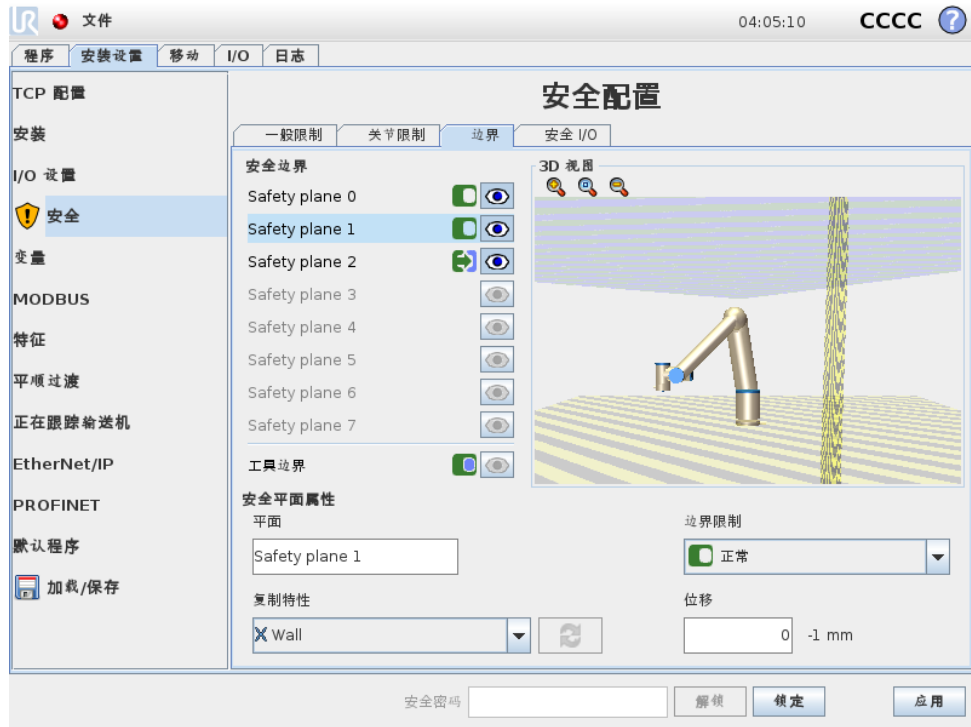 UR 文件 04:05:10 CCCC ?
程序 安装设置 移动 I/O 日志
TCP 配置
安装
I/O 设置
安全
变量
MODBUS
特征
平顺过渡
正在跟踪输送机
EtherNet/IP
PROFINET
默认程序
加载/保存
安全配置
一般限制 关节限制 边界 安全 I/O
安全边界
Safety plane 0
Safety plane 1
Safety plane 2
Safety plane 3
Safety plane 4
Safety plane 5
Safety plane 6
Safety plane 7
工具边界
3D 视图
安全平面属性
平面
Safety plane 1
边界限制
正常
复制特性
Wall
位移
0 -1 mm
安全密码 解锁 锁定 应用